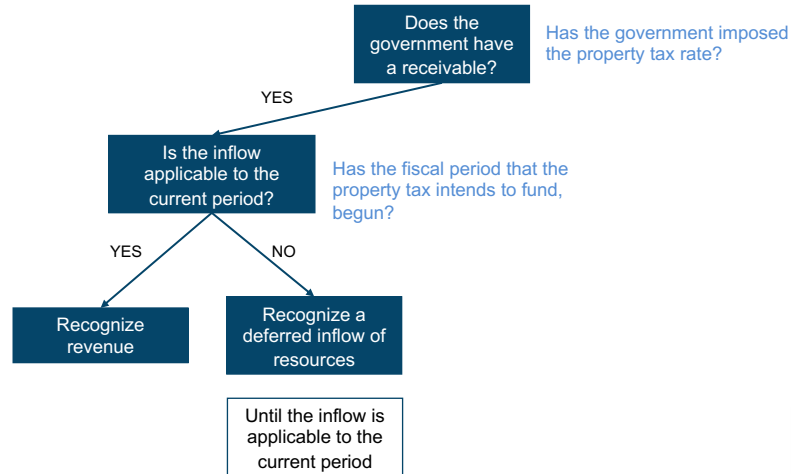 Does the
government have
a receivable?
Has the government imposed
the property tax rate?
YES
Is the inflow
applicable to the
current period?
Has the fiscal period that the
property tax intends to fund,
begun?
YES
NO
Recognize
revenue
Recognize a
deferred inflow of
resources
Until the inflow is
applicable to the
current period